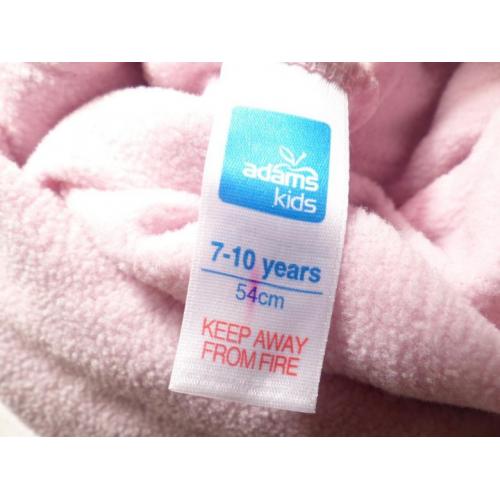 adams
kids
7-10 years
54cm
KEEP AWAY
FROM FIRE